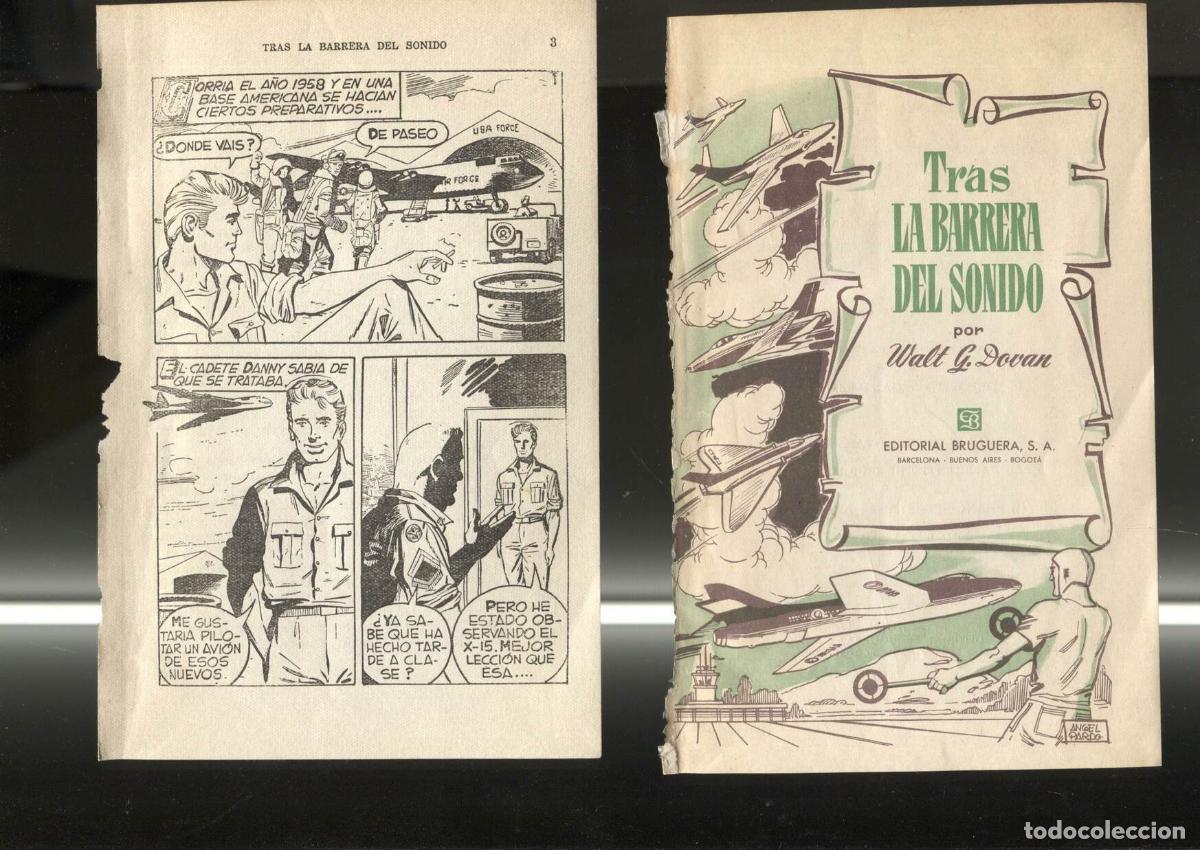 TRAS LA BARRERA DEL SONIDO 3
CORRIA EL AÑO 1958 Y EN UNA
BASE AMERICANA SE HACIAN
CIERTOS PREPARATIVOS....
¿DONDE VAIS?
DE PASEO
USA FORCE
IR FORCE
EL CADETE DANNY SABIA DE
QUE SE TRATABA.
ME GUS-
TARIA PILO-
TAR UN AVIÓN
DE ESOS
NUEVOS.
¿YA SA-
BE QUE HA
HECHO TAR-
DE A CLA-
SE?
PERO HE
ESTADO OB-
SERVANDO EL
X-15. MEJOR
LECCIÓN QUE
ESA....
Tras
LA BARRERA
DEL SONIDO
por
Walt G. Dovan
EB
EDITORIAL BRUGUERA, S. A.
BARCELONA - BUENOS AIRES - BOGOTÁ
ANGEL
PARDO
todocoleccion